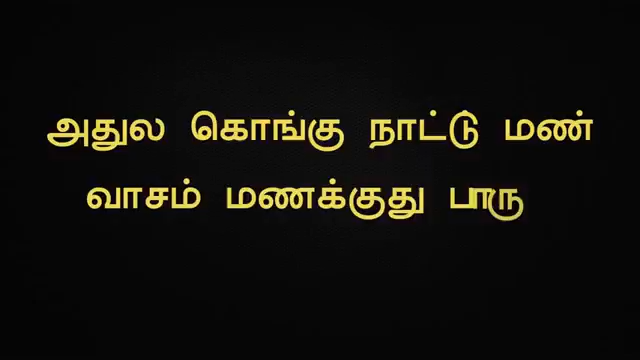 அதுல கொங்கு நாட்டு மண்
வாசம் மணக்குது பாரு